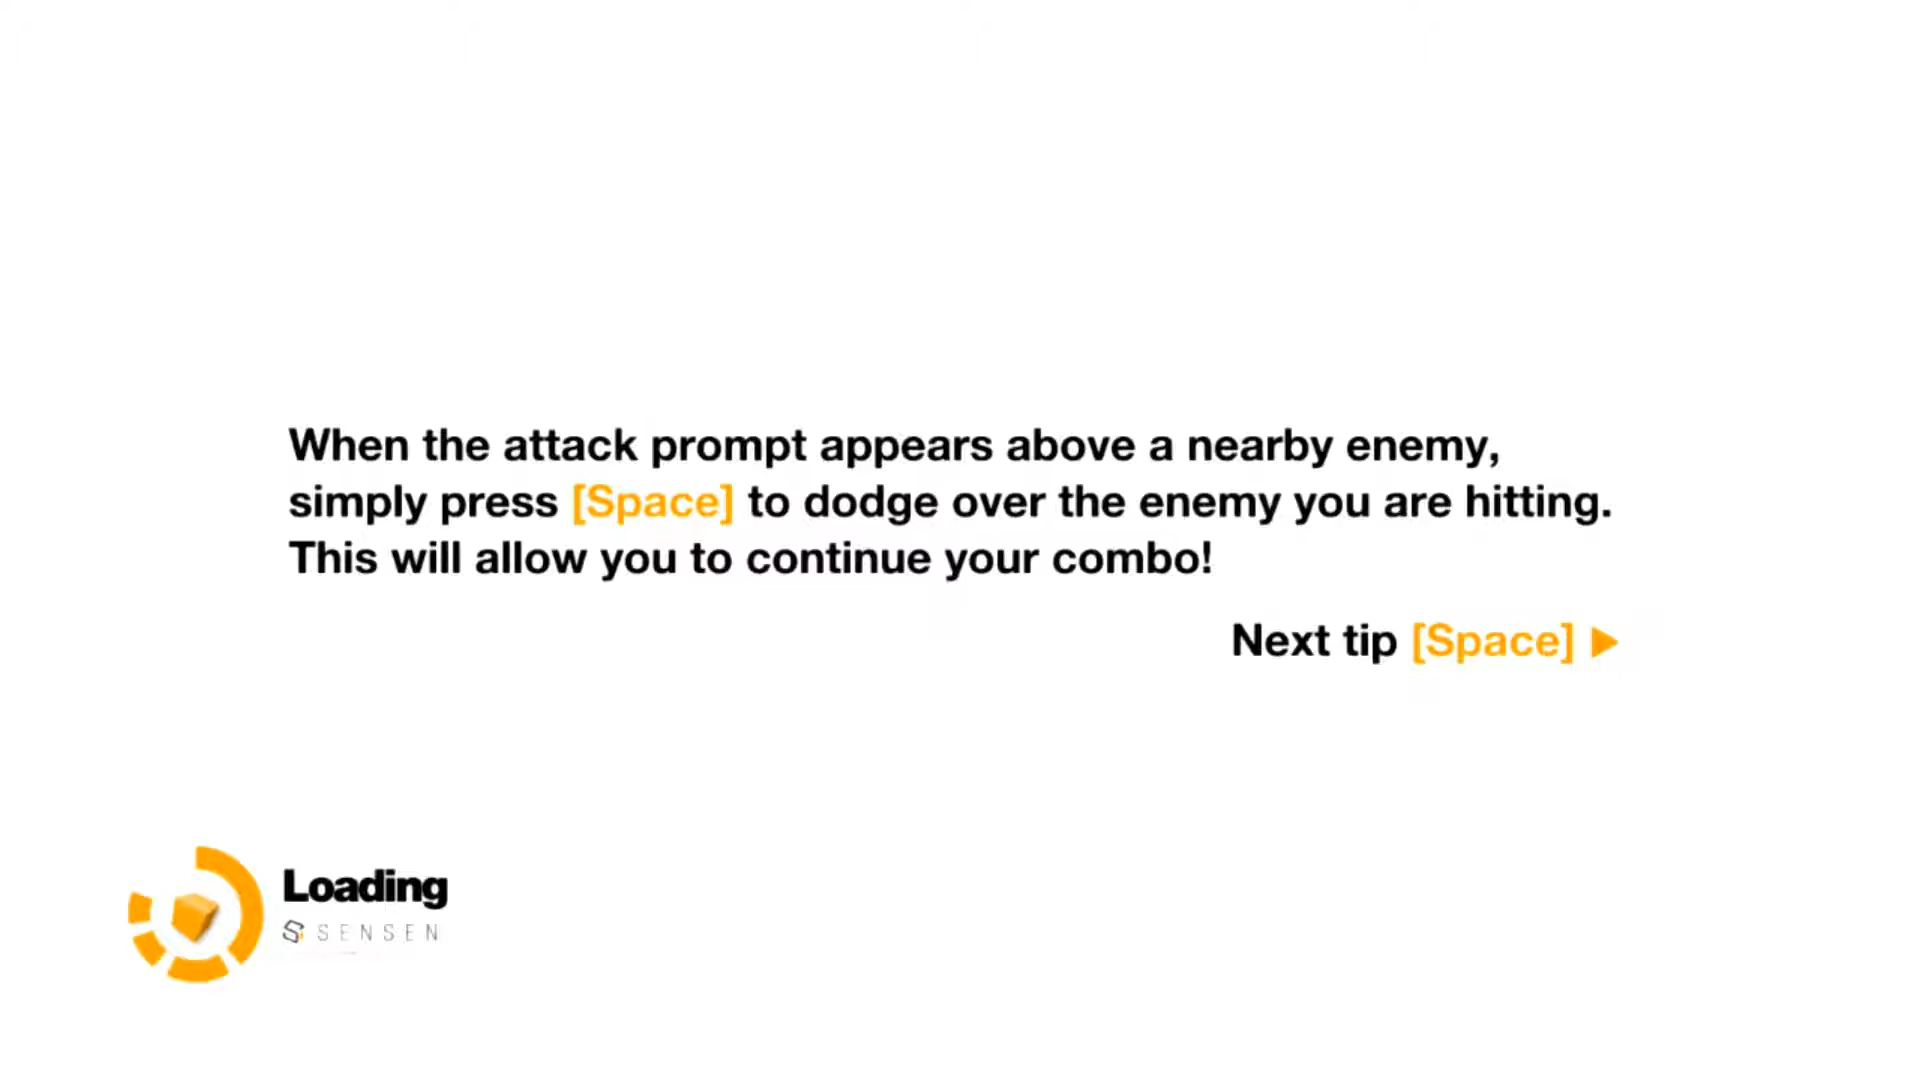 When the attack prompt appears above a nearby enemy,
simply press [Space] to dodge over the enemy you are hitting.
This will allow you to continue your combo!
Next tip [Space]
Loading
SENSEN